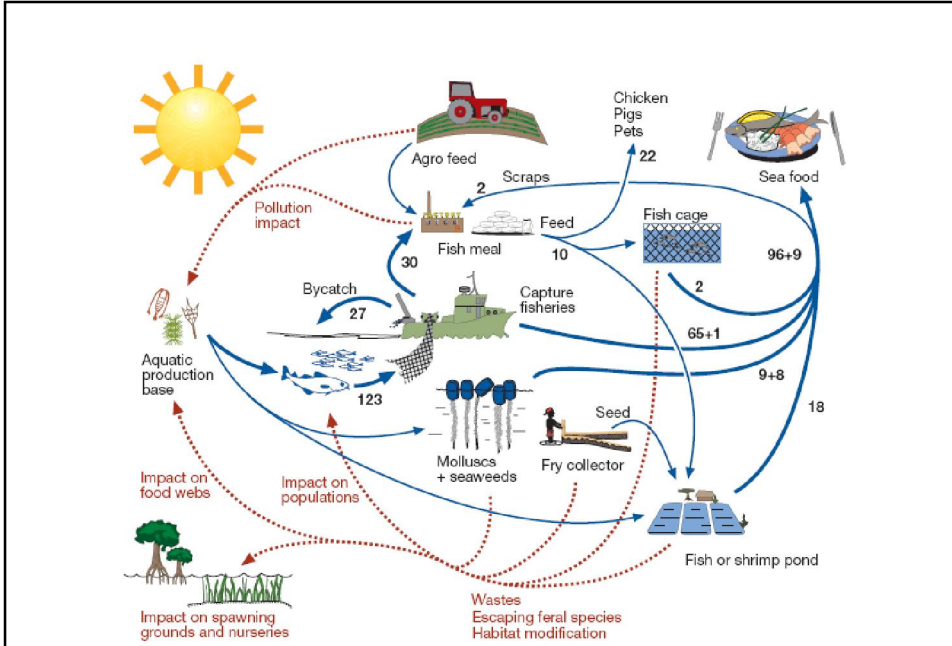 Chicken
Pigs
Pets
22
Agro feed
2
Scraps
Sea food
Pollution
impact
Fish meal
Feed
10
Fish cage
96+9
30
2
Bycatch
27
Capture
fisheries
65+1
Aquatic
production
base
123
9+8
18
Seed
Molluscs
+ seaweeds
Fry collector
Impact on
food webs
Impact on
populations
Fish or shrimp pond
Impact on spawning
grounds and nurseries
Wastes
Escaping feral species
Habitat modification